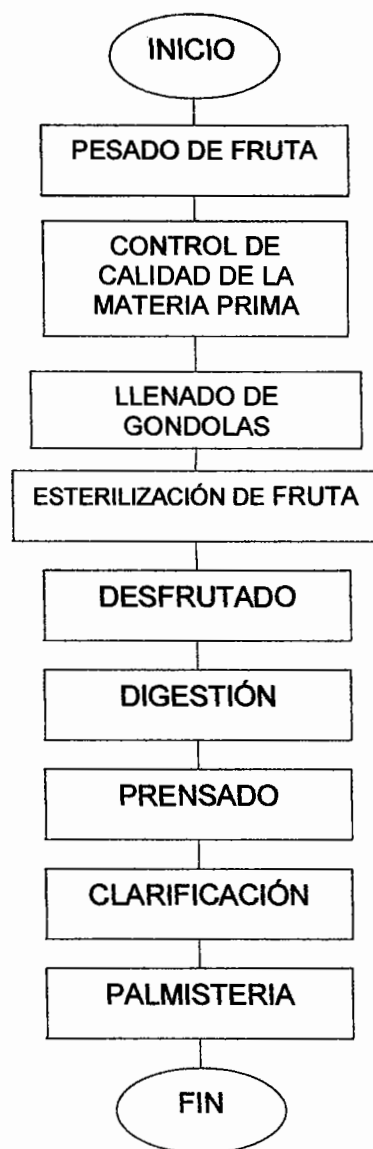 INICIO
PESADO DE FRUTA
CONTROL DE
CALIDAD DE LA
MATERIA PRIMA
LLENADO DE
GONDOLAS
ESTERILIZACIÓN DE FRUTA
DESFRUTADO
DIGESTIÓN
PRENSADO
CLARIFICACIÓN
PALMISTERIA
FIN